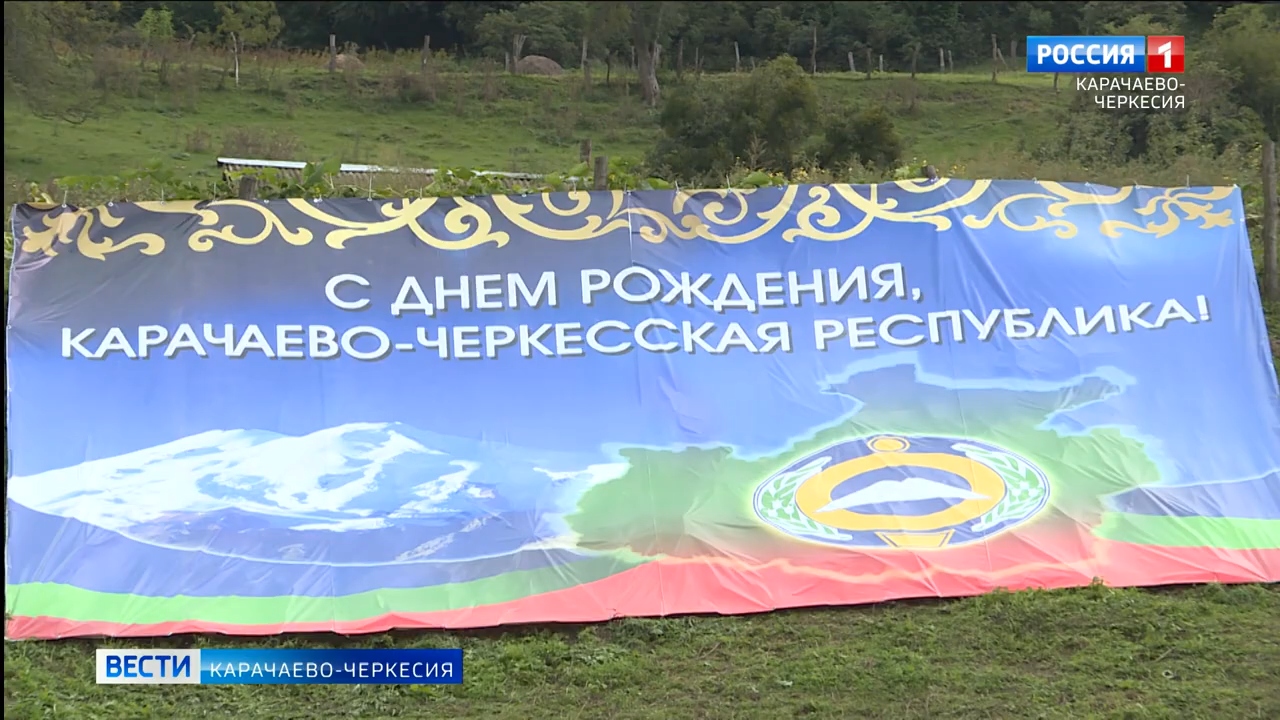 РОССИЯ 1
КАРАЧАЕВО-
ЧЕРКЕСИЯ
С ДНЕМ РОЖДЕНИЯ,
КАРАЧАЕВО-ЧЕРКЕССКАЯ РЕСПУБЛИКА!
ВЕСТИ КАРАЧАЕВО-ЧЕРКЕСИЯ